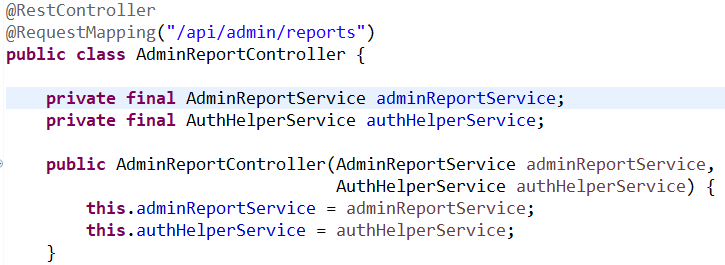 @RestController
@RequestMapping("/api/admin/reports")
public class AdminReportController {
private final AdminReportService adminReportService;
private final AuthHelperService authHelperService;
public AdminReportController(AdminReportService adminReportService,
AuthHelperService authHelperService) {
this.adminReportService = adminReportService;
this.authHelperService = authHelperService;
}